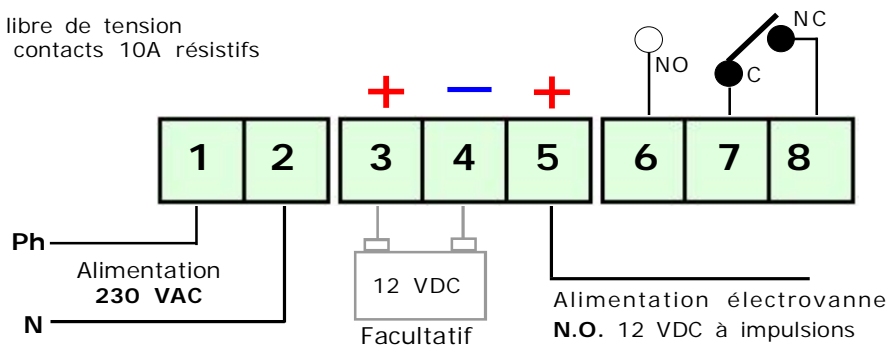 libre de tension
contacts 10A résistifs
NC
NO
C
+ — +
1 2 3 4 5 6 7 8
Ph
Alimentation
230 VAC
N
12 VDC
Facultatif
Alimentation électrovanne
N.O. 12 VDC à impulsions